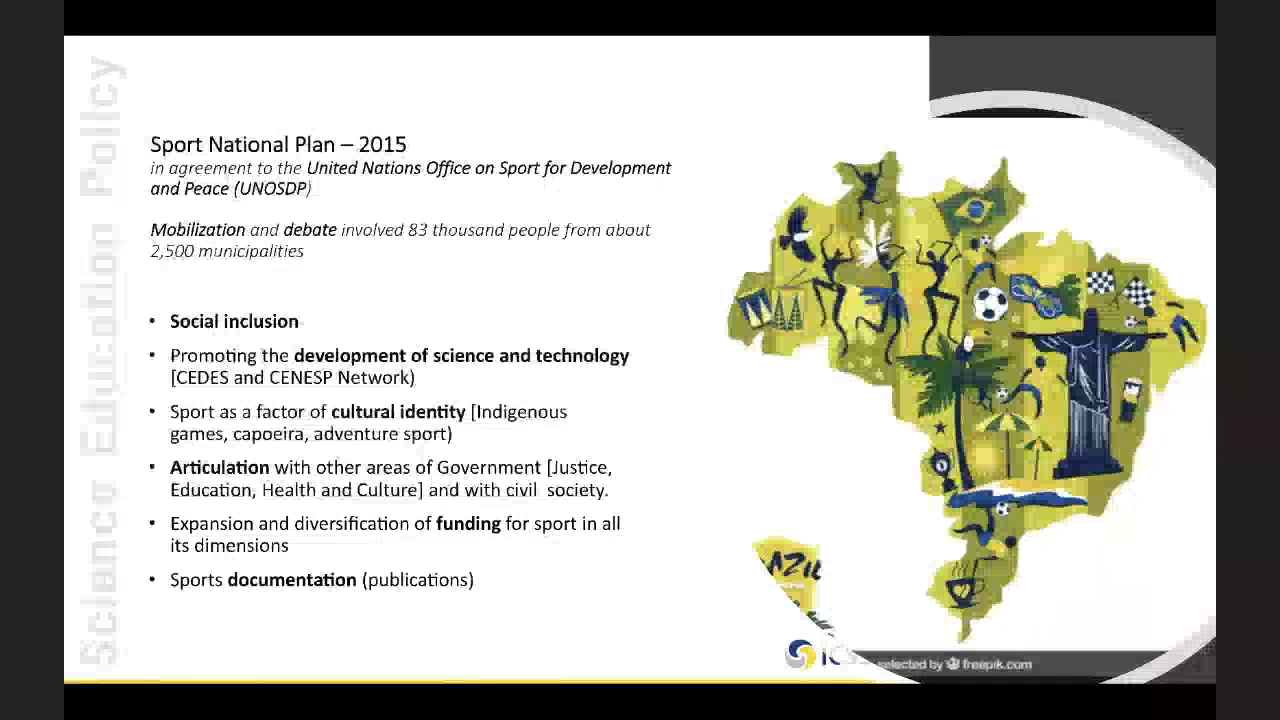 Science Education Policy
Sport National Plan – 2015
in agreement to the United Nations Office on Sport for Development
and Peace (UNOSDP)
Mobilization and debate involved 83 thousand people from about
2,500 municipalities
• Social inclusion
• Promoting the development of science and technology
[CEDES and CENESP Network)
• Sport as a factor of cultural identity [Indigenous
games, capoeira, adventure sport)
• Articulation with other areas of Government [Justice,
Education, Health and Culture] and with civil society.
• Expansion and diversification of funding for sport in all
its dimensions
• Sports documentation (publications)
selected by freepik.com